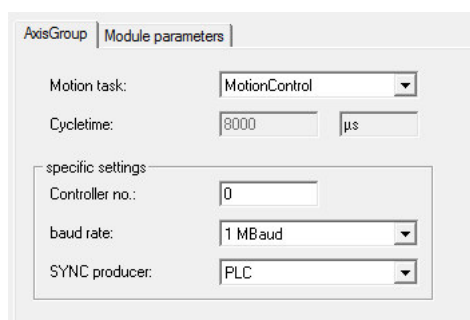 AxisGroup Module parameters
Motion task: MotionControl
Cycletime: 8000 µs
specific settings
Controller no.: 0
baud rate: 1 MBaud
SYNC producer: PLC